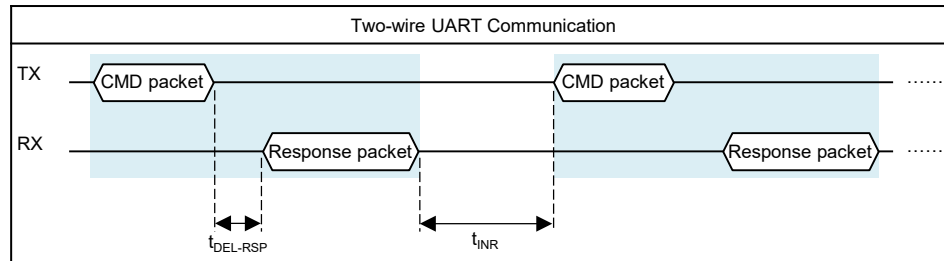 Two-wire UART Communication
TX CMD packet CMD packet ......
RX Response packet Response packet ......
tDEL-RSP tINR